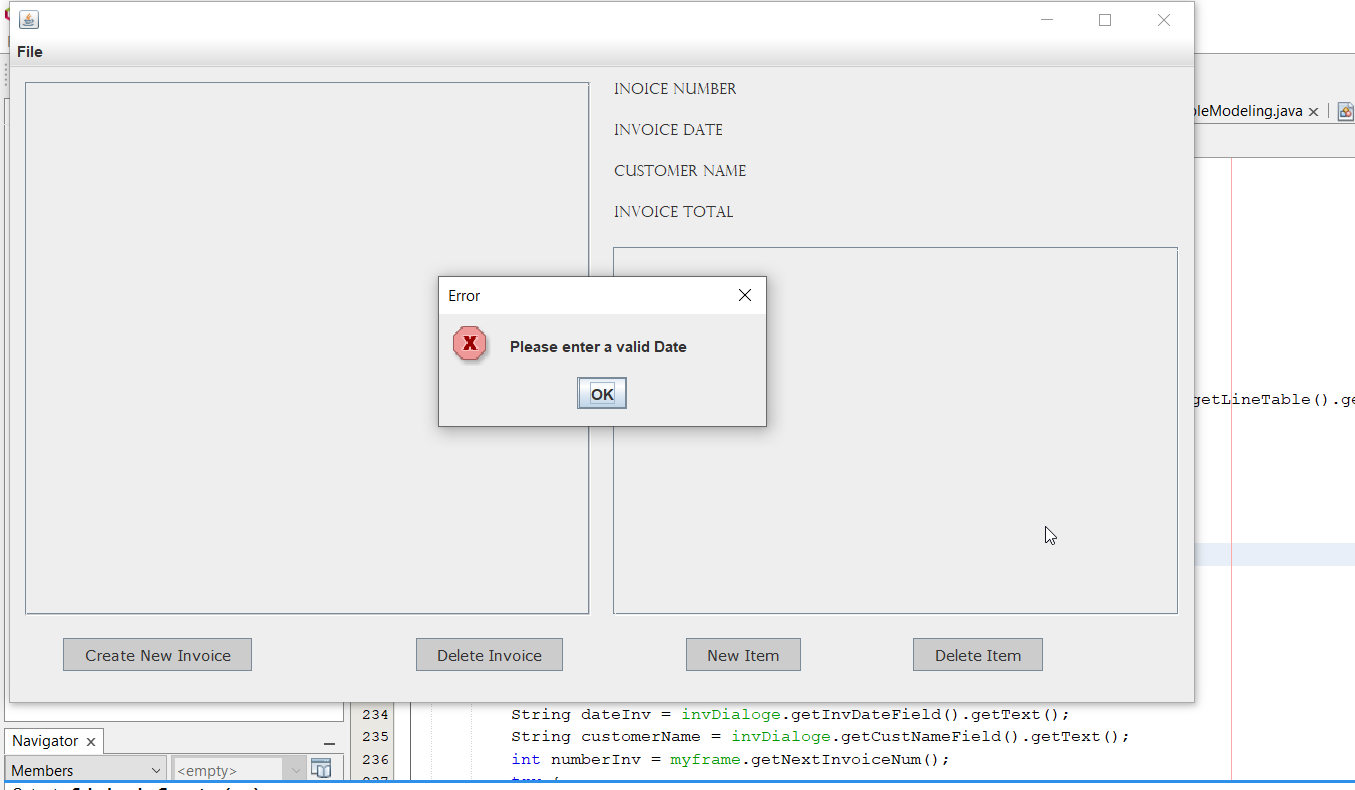 File
INOICE NUMBER
INVOICE DATE
CUSTOMER NAME
INVOICE TOTAL
Error
Please enter a valid Date
OK
Create New Invoice
Delete Invoice
New Item
Delete Item
bleModeling.java
getLineTable().ge
234 String dateInv = invDialoge.getInvDateField().getText();
235 String customerName = invDialoge.getCustNameField().getText();
236 int numberInv = myframe.getNextInvoiceNum();
Navigator
Members
<empty>